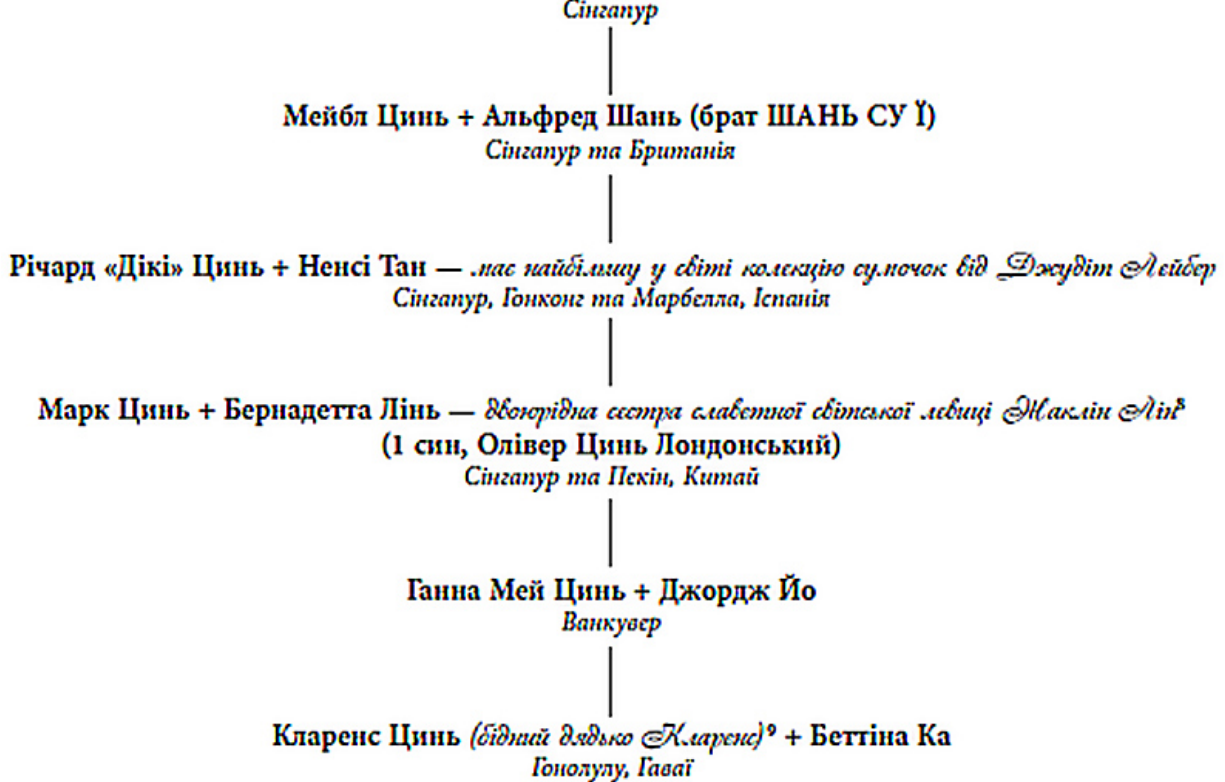 Сінгапур
Мейбл Цинь + Альфред Шань (брат ШАНЬ СУ Ї)
Сінгапур та Британія
Річард «Дікі» Цинь + Ненсі Тан — має найбільшу у світі колекцію сумочок від Джудіт Лейбер
Сінгапур, Гонконг та Марбелла, Іспанія
Марк Цинь + Бернадетта Лінь — двоюрідна сестра славетної світської левиці Жаклін Лін⁸
(1 син, Олівер Цинь Лондонський)
Сінгапур та Пекін, Китай
Ганна Мей Цинь + Джордж Йо
Ванкувер
Кларенс Цинь (бідний дядько Кларенс)⁹ + Беттіна Ка
Гонолулу, Гаваї